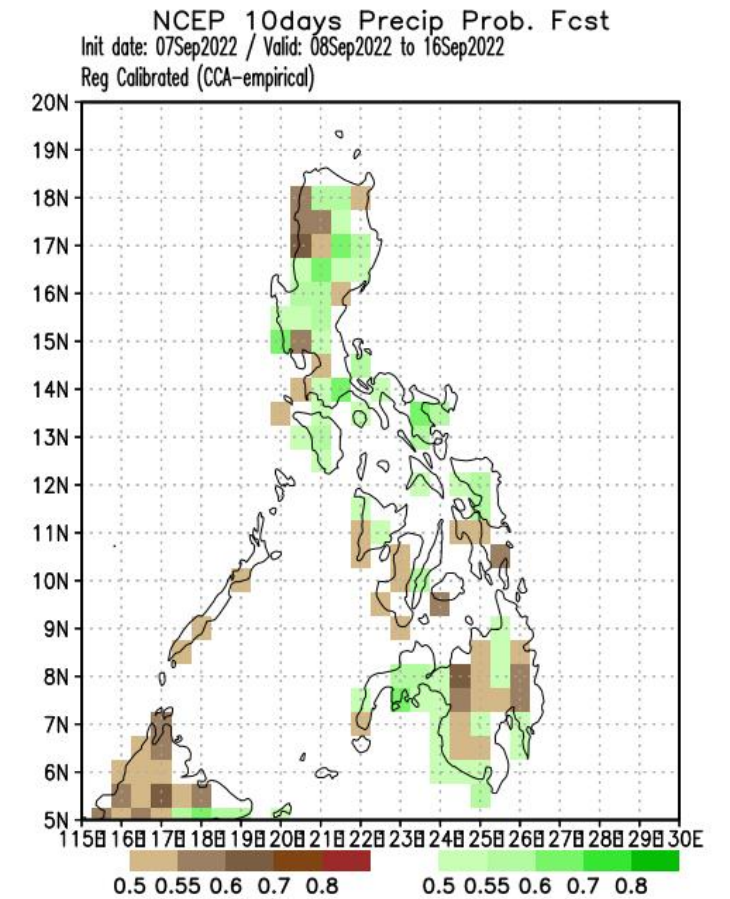 NCEP 10days Precip Prob. Fcst
Init date: 07Sep2022 / Valid: 08Sep2022 to 16Sep2022
Reg Calibrated (CCA-empirical)
20N
19N
18N
17N
16N
15N
14N
13N
12N
11N
10N
9N
8N
7N
6N
5N
115E 116E 117E 118E 119E 120E 121E 122E 123E 124E 125E 126E 127E 128E 129E 130E
0.5 0.55 0.6 0.7 0.8 0.5 0.55 0.6 0.7 0.8